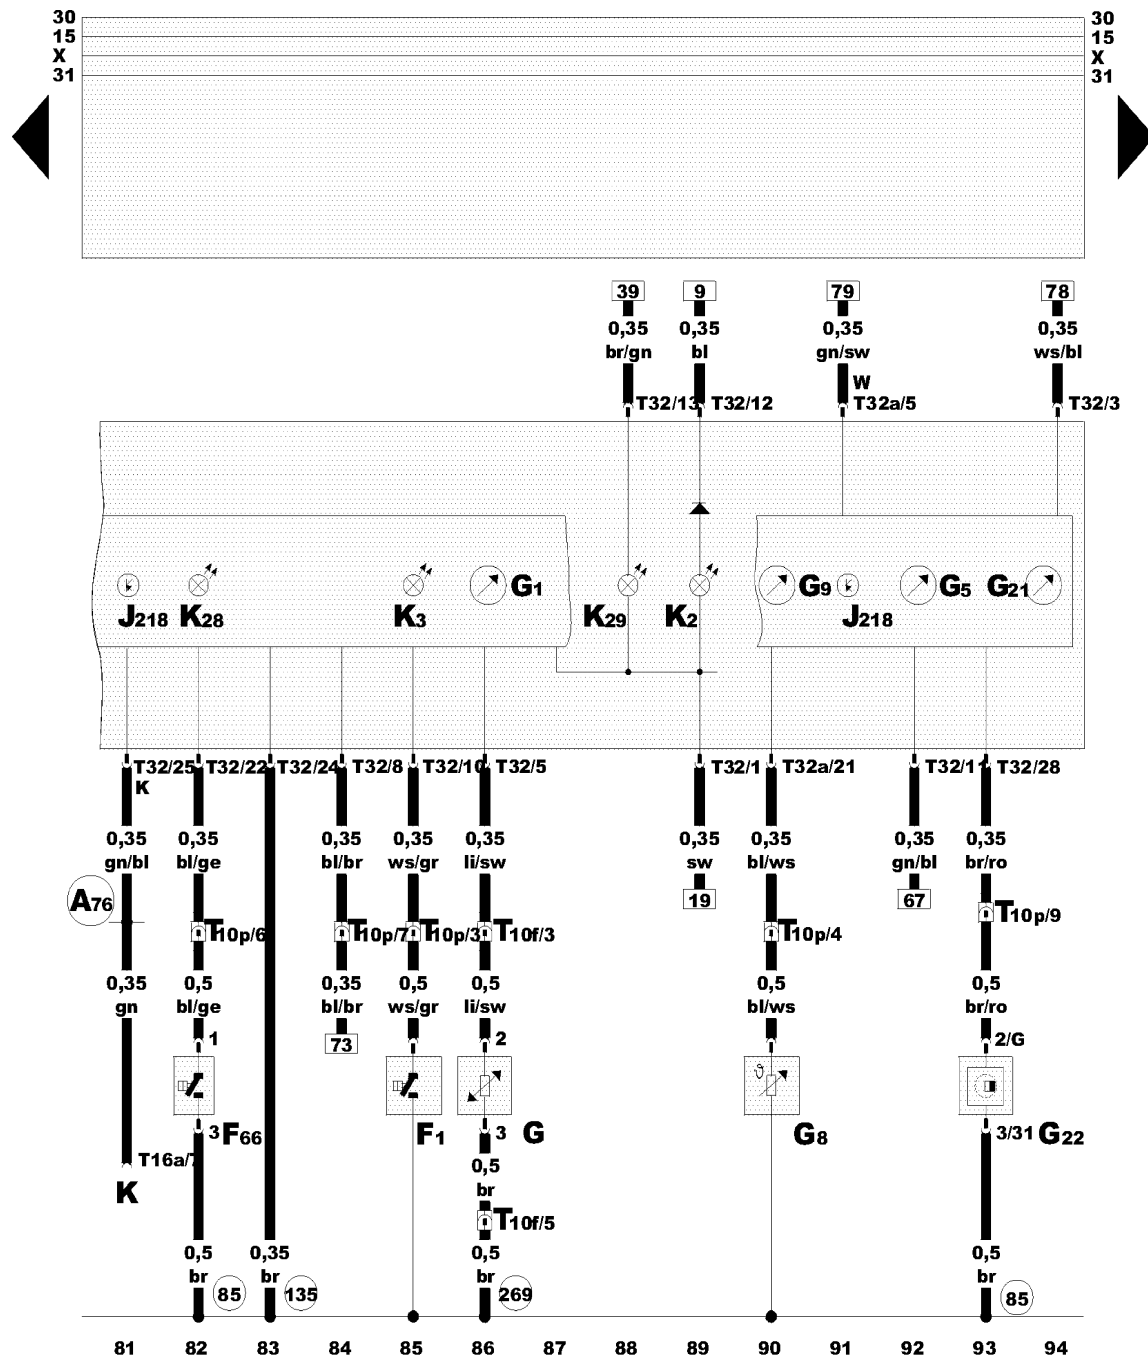 30 30
15 15
X X
31 31
39 9 79 78
0,35 0,35 0,35 0,35
br/gn bl gn/sw ws/bl
W
T32/13 T32/12 T32a/5 T32/3
G1 G9 G5 G21
J218 K28 K3 K29 K2 J218
T32/25 T32/22 T32/24 T32/8 T32/10 T32/5 T32/1 T32a/21 T32/11 T32/28
K
0,35 0,35 0,35 0,35 0,35 0,35 0,35 0,35 0,35
gn/bl bl/ge bl/br ws/gr li/sw sw bl/ws gn/bl br/ro
A76 19 67
T10p/9
T10p/6 T10p/7 T10p/3 T10f/3 T10p/4
0,35 0,5 0,35 0,5 0,5 0,5 0,5
gn bl/ge bl/br ws/gr li/sw bl/ws br/ro
1 73 2 2/G
ϑ
3 F66 F1 3 G G8 3/31 G22
T16a/7 0,5
K br
T10f/5
0,5 0,35 0,5 0,5
br 85 br 135 br 269 br 85
81 82 83 84 85 86 87 88 89 90 91 92 93 94